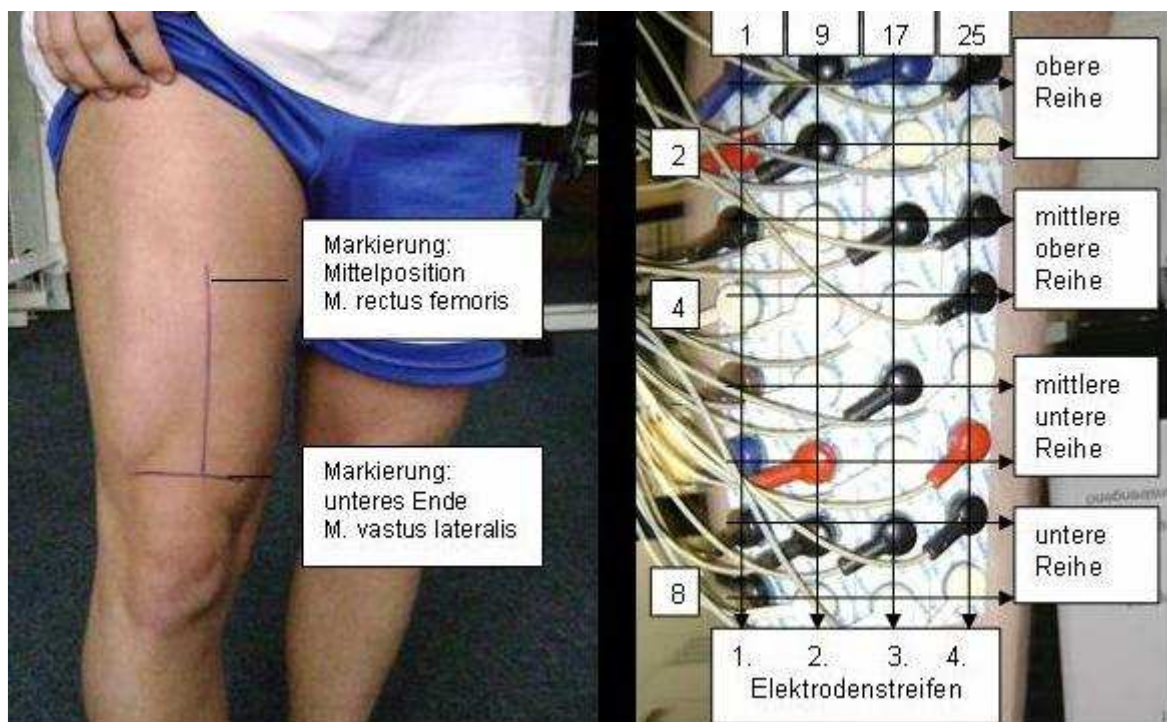 Markierung:
Mittelposition
M. rectus femoris
Markierung:
unteres Ende
M. vastus lateralis
1 9 17 25
obere
Reihe
2
mittlere
obere
Reihe
4
mittlere
untere
Reihe
untere
Reihe
8
1. 2. 3. 4.
Elektrodenstreifen